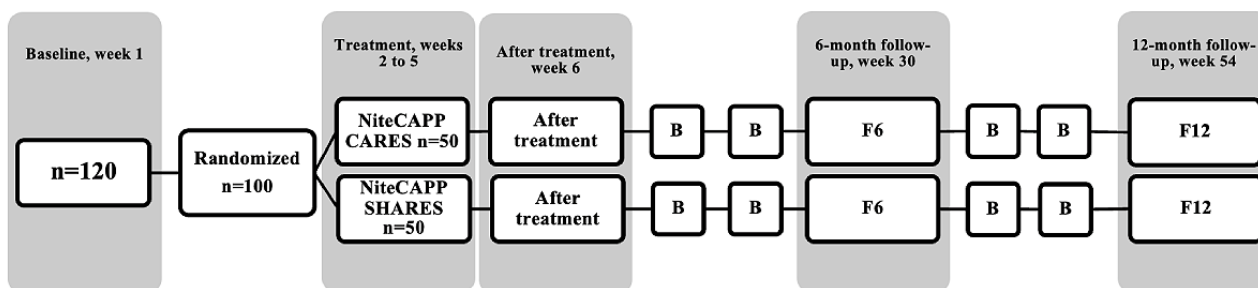 Baseline, week 1
Treatment, weeks
2 to 5
After treatment,
week 6
6-month follow-
up, week 30
12-month follow-
up, week 54
n=120
Randomized
n=100
NiteCAPP
CARES n=50
After
treatment
B
B
F6
B
B
F12
NiteCAPP
SHARES
n=50
After
treatment
B
B
F6
B
B
F12